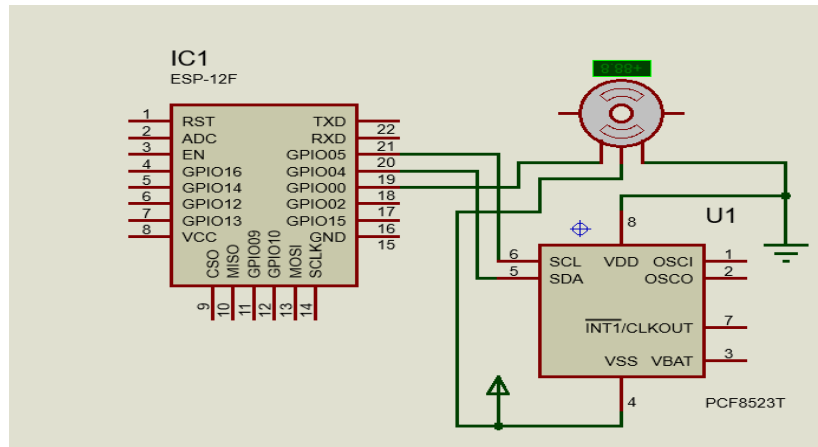 IC1
ESP-12F
1 RST TXD 22
2 ADC RXD 21
3 EN GPIO05 20
4 GPIO16 GPIO04 19
5 GPIO14 GPIO00 18
6 GPIO12 GPIO02 17
7 GPIO13 GPIO15 16
8 VCC GND 15
CSO MISO GPIO09 GPIO10 MOSI SCLK
9 10 11 12 13 14
U1
8
6 SCL VDD OSCI 1
5 SDA OSCO 2
INT1/CLKOUT 7
VSS VBAT 3
4
PCF8523T